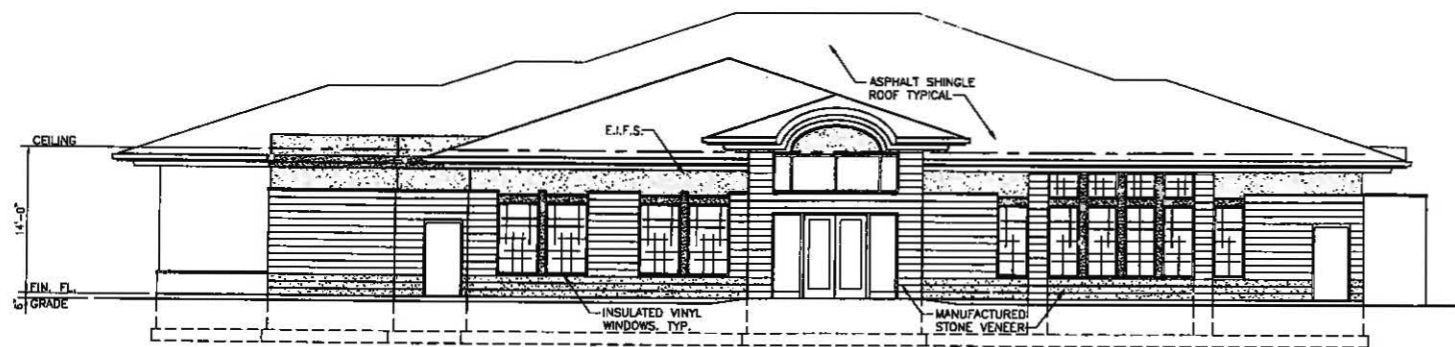 ASPHALT SHINGLE
ROOF TYPICAL
E.I.F.S.
CEILING
14'-0"
FIN. FL.
6"
GRADE
INSULATED VINYL
WINDOWS, TYP.
MANUFACTURED
STONE VENEER